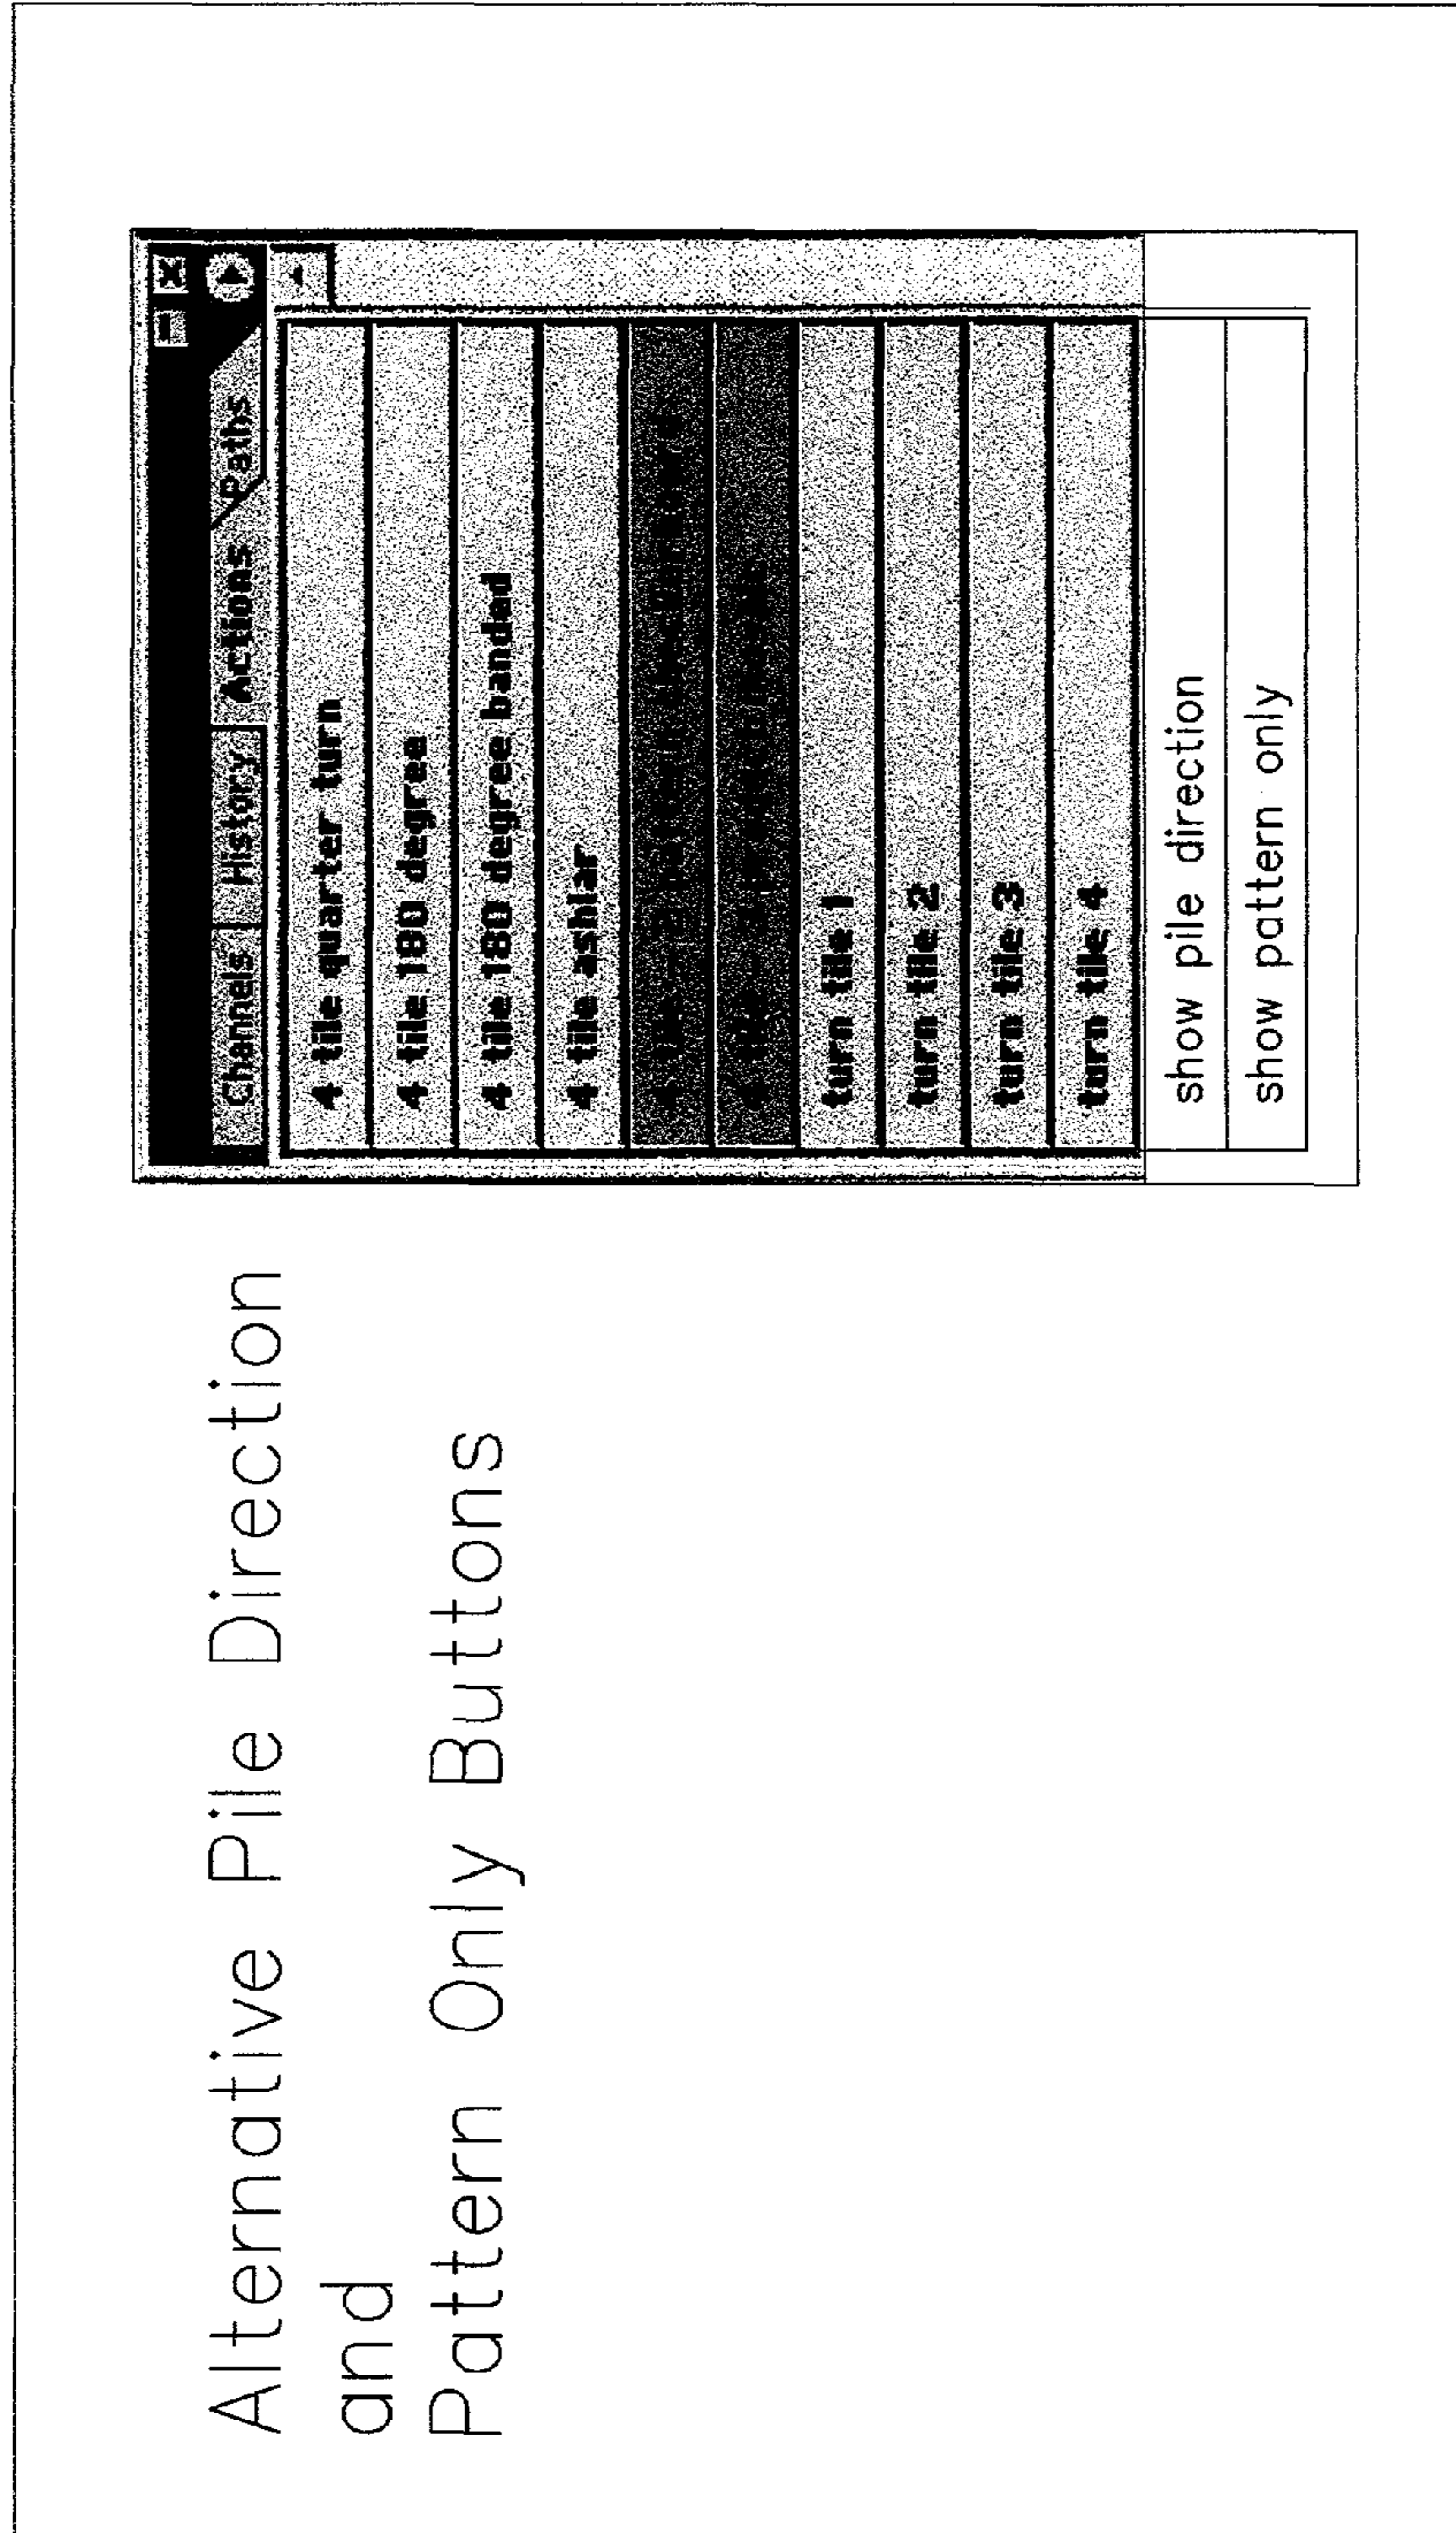 Alternative Pile Direction
and
Pattern Only Buttons
Channels History Actions Paths
4 tile quarter turn
4 tile 180 degree
4 tile 180 degree banded
4 tile ashlar
turn tile 1
turn tile 2
turn tile 3
turn tile 4
show pile direction
show pattern only